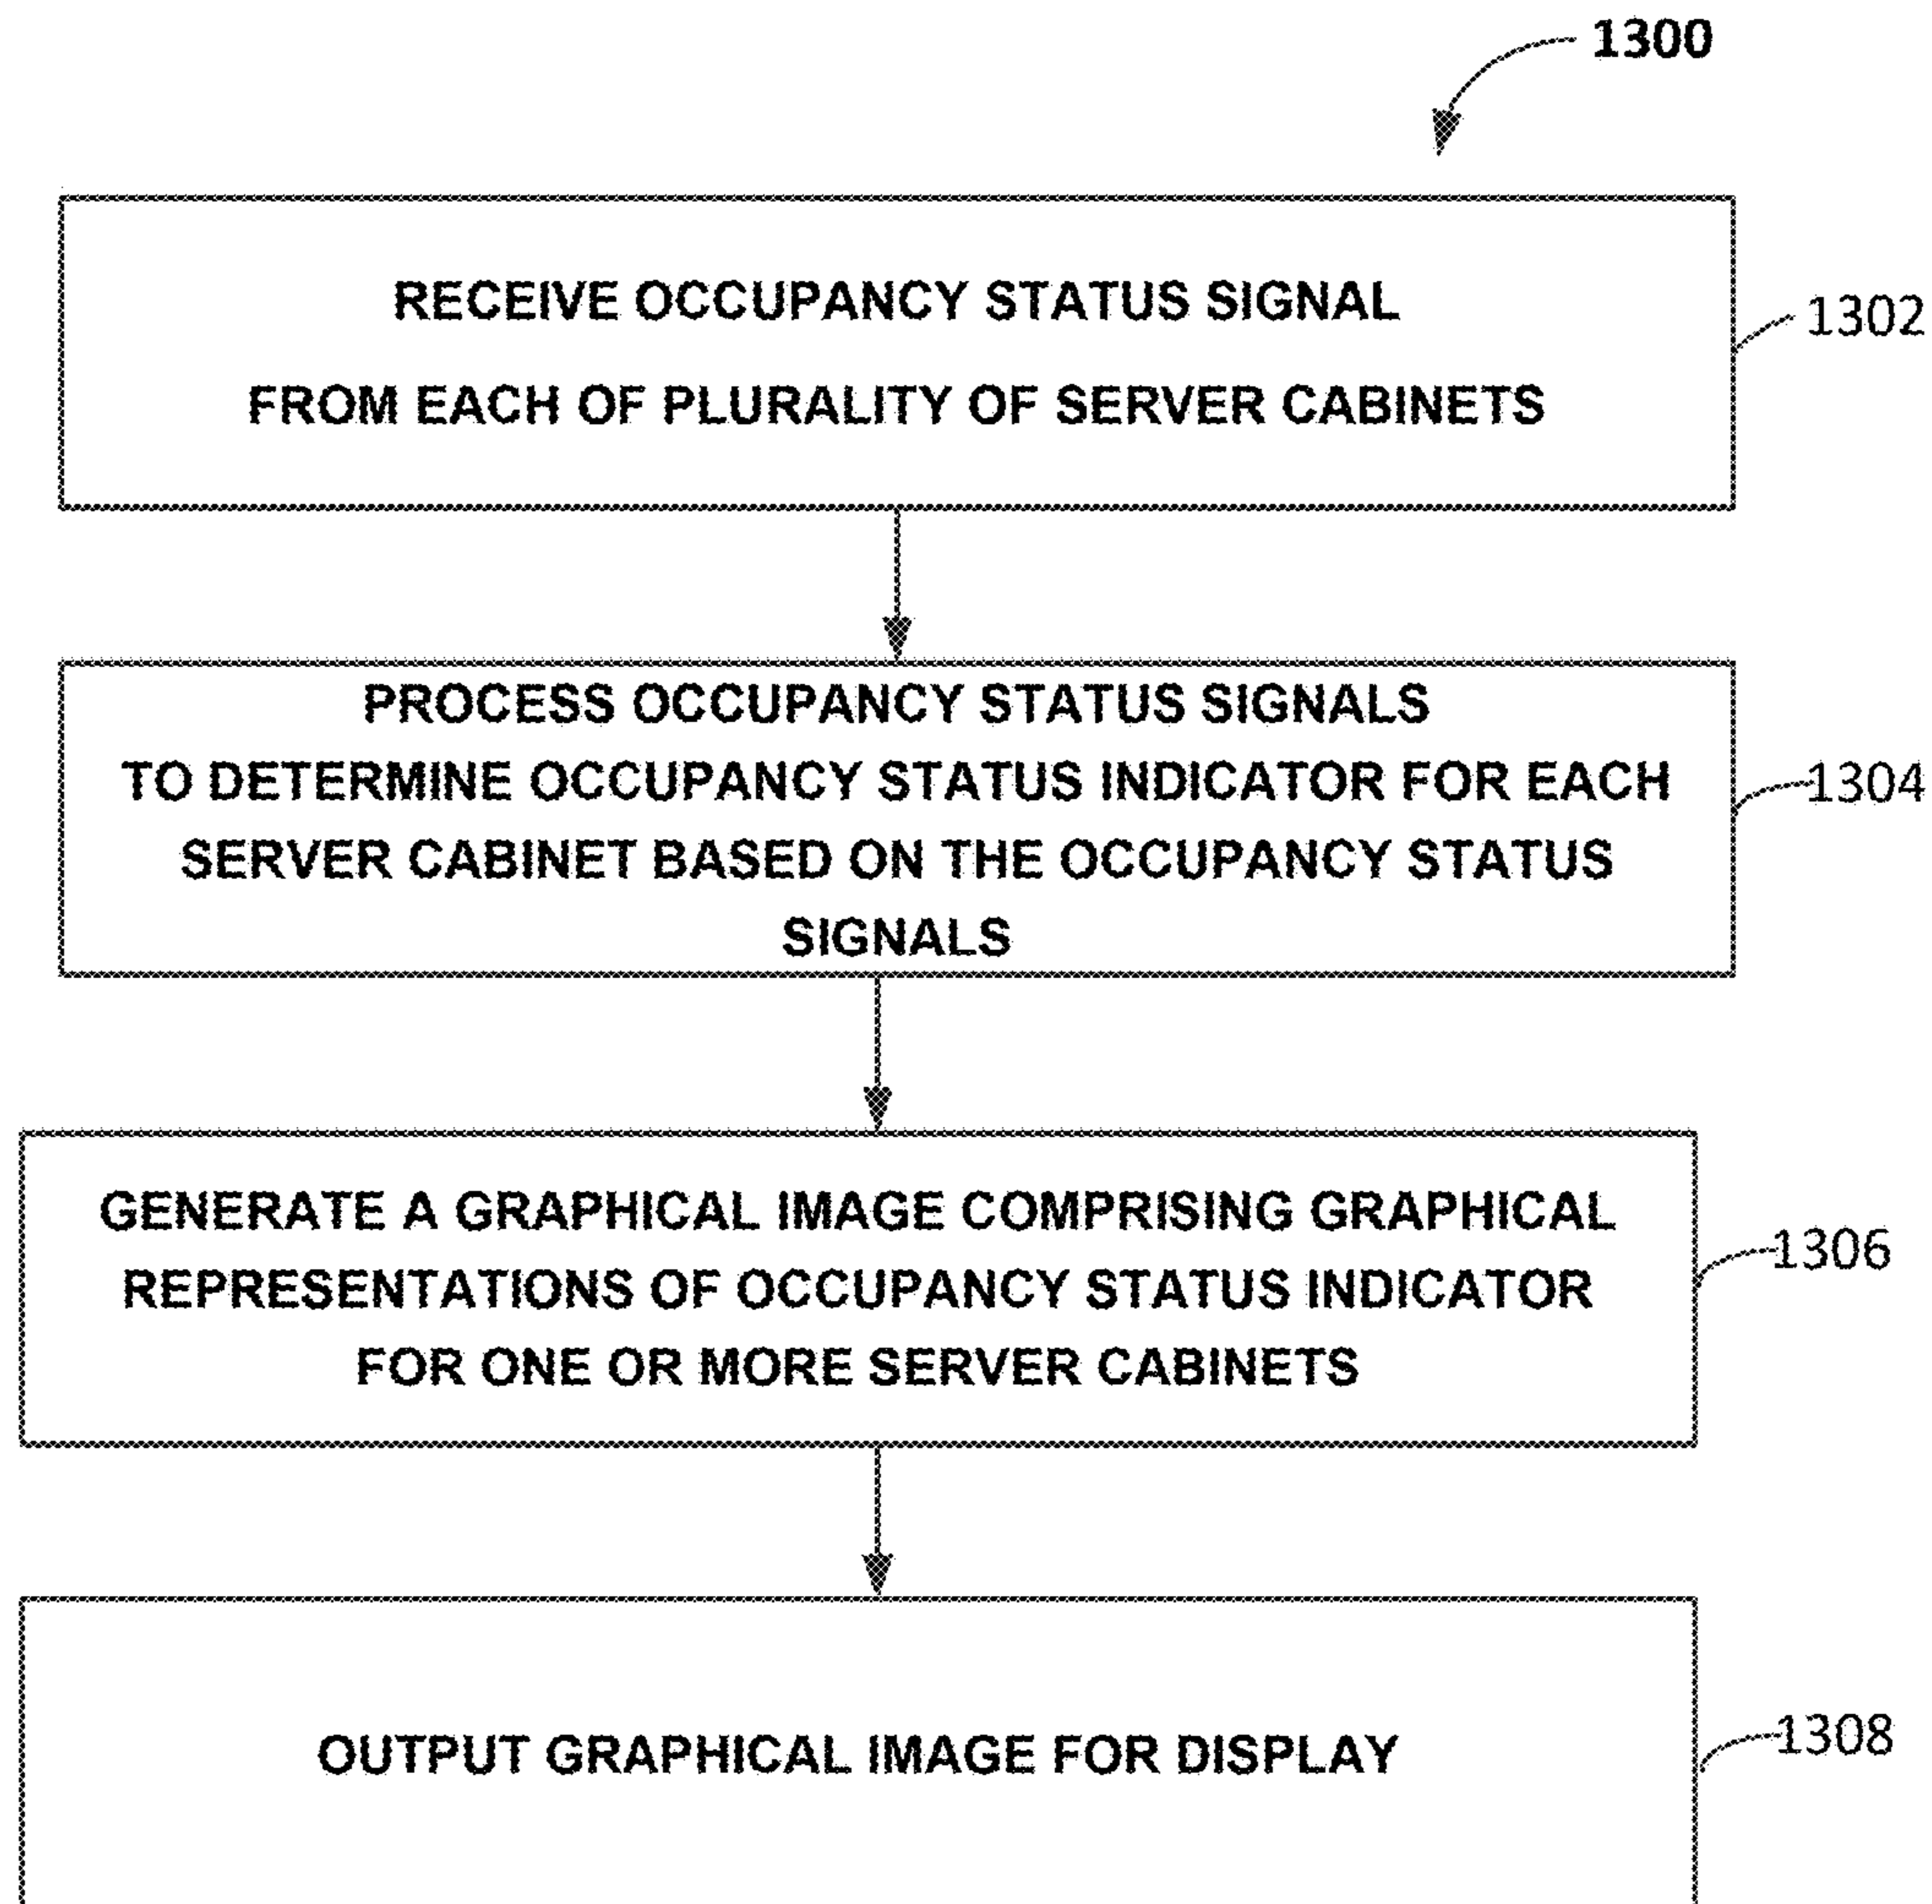 1300
RECEIVE OCCUPANCY STATUS SIGNAL
FROM EACH OF PLURALITY OF SERVER CABINETS
1302
PROCESS OCCUPANCY STATUS SIGNALS
TO DETERMINE OCCUPANCY STATUS INDICATOR FOR EACH
SERVER CABINET BASED ON THE OCCUPANCY STATUS
SIGNALS
1304
GENERATE A GRAPHICAL IMAGE COMPRISING GRAPHICAL
REPRESENTATIONS OF OCCUPANCY STATUS INDICATOR
FOR ONE OR MORE SERVER CABINETS
1306
OUTPUT GRAPHICAL IMAGE FOR DISPLAY
1308